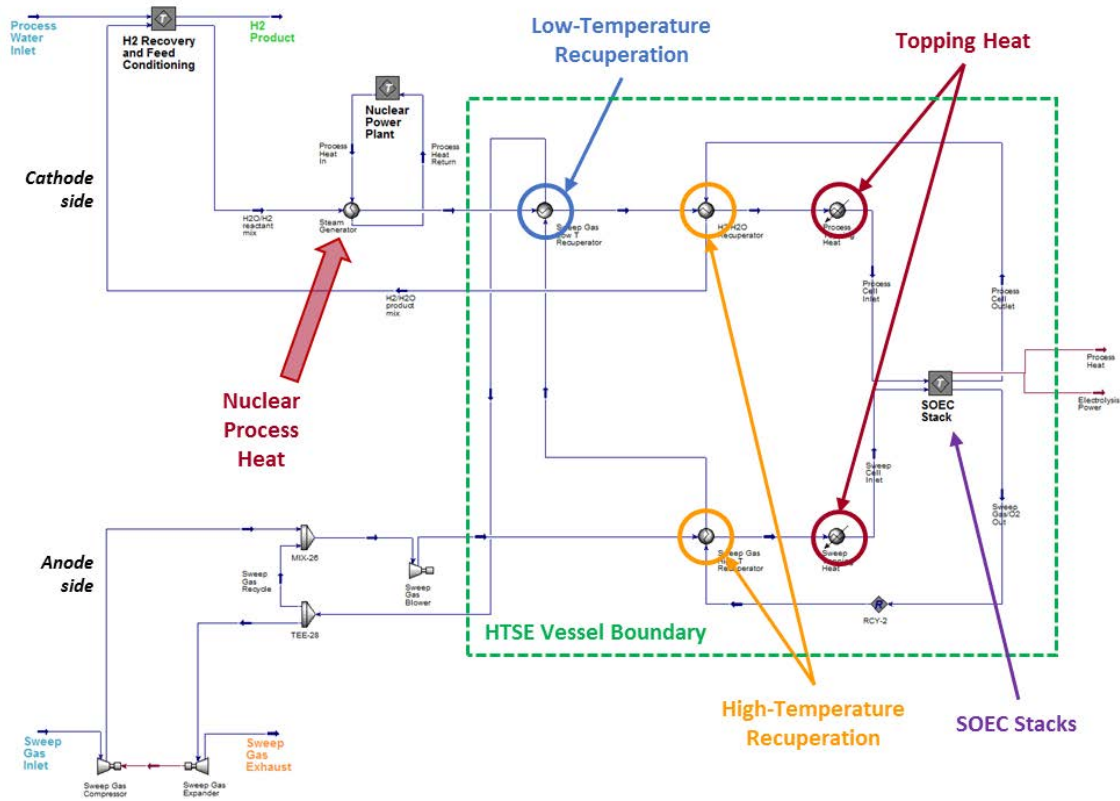 Process
Water
Inlet
H2 Recovery
and Feed
Conditioning
H2
Product
Low-Temperature
Recuperation
Topping Heat
Nuclear
Power
Plant
Process
Heat
In
Process
Heat
Return
Cathode
side
H2O/H2
reactant
mix
Steam
Generator
Sweep Gas
Low T
Recuperator
H2/H2O
Recuperator
Process
Topping
Heat
H2/H2O
product
mix
Process
Cell
Inlet
Process
Cell
Outlet
Process
Heat
Electrolysis
Power
SOEC
Stack
Nuclear
Process
Heat
Sweep
Cell
Inlet
Sweep
Gas/O2
Out
Anode
side
MIX-26
Sweep
Gas
Recycle
Sweep
Gas
Blower
TEE-28
Sweep Gas
High T
Recuperator
Sweep
Topping
Heat
R
RCY-2
HTSE Vessel Boundary
High-Temperature
Recuperation
SOEC Stacks
Sweep
Gas
Inlet
Sweep
Gas
Exhaust
Sweep Gas
Compressor
Sweep Gas
Expander